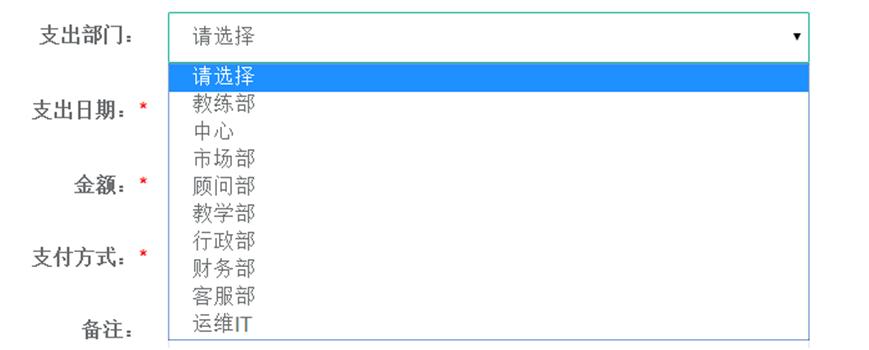 支出部门：
请选择
请选择
教练部
支出日期：*
中心
市场部
金额：*
顾问部
教学部
行政部
支付方式：*
财务部
客服部
备注：
运维IT